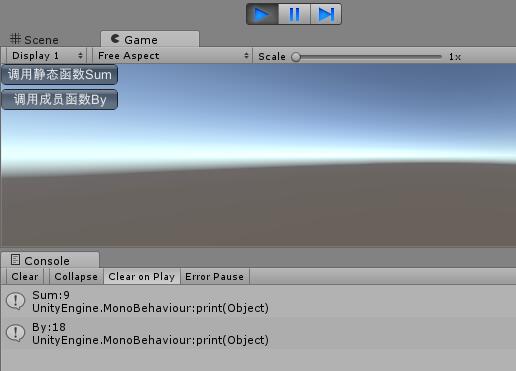 Scene Game
Display 1 Free Aspect Scale 1x
调用静态函数Sum
调用成员函数By
Console
Clear Collapse Clear on Play Error Pause
Sum:9
UnityEngine.MonoBehaviour:print(Object)
By:18
UnityEngine.MonoBehaviour:print(Object)